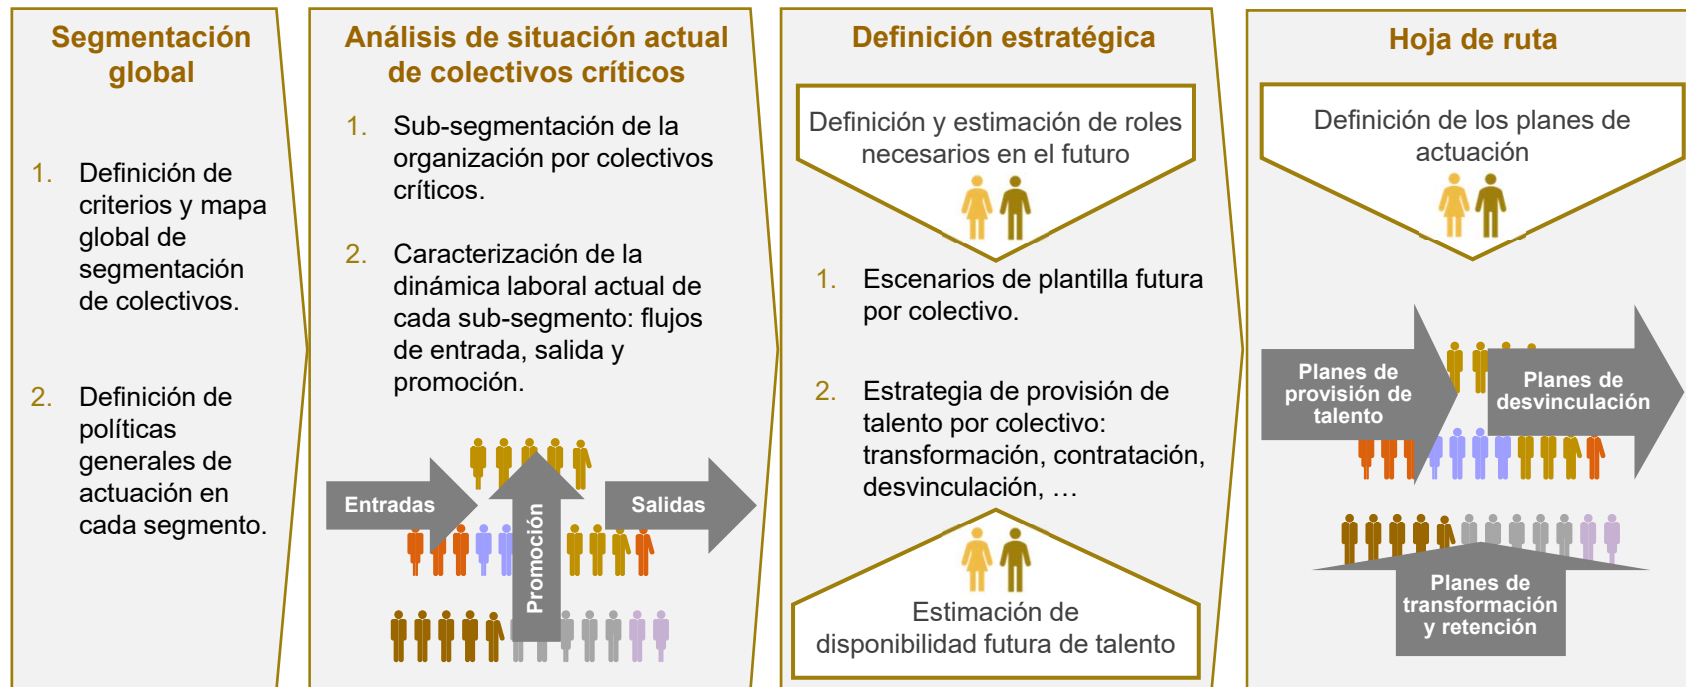 Segmentación
global
1. Definición de
criterios y mapa
global de
segmentación
de colectivos.
2. Definición de
políticas
generales de
actuación en
cada segmento.
Análisis de situación actual
de colectivos críticos
1. Sub-segmentación de la
organización por colectivos
críticos.
2. Caracterización de la
dinámica laboral actual de
cada sub-segmento: flujos
de entrada, salida y
promoción.
Entradas
Promoción
Salidas
Definición estratégica
Definición y estimación de roles
necesarios en el futuro
1. Escenarios de plantilla futura
por colectivo.
2. Estrategia de provisión de
talento por colectivo:
transformación, contratación,
desvinculación, …
Estimación de
disponibilidad futura de talento
Hoja de ruta
Definición de los planes de
actuación
Planes de
provisión de
talento
Planes de
desvinculación
Planes de
transformación
y retención